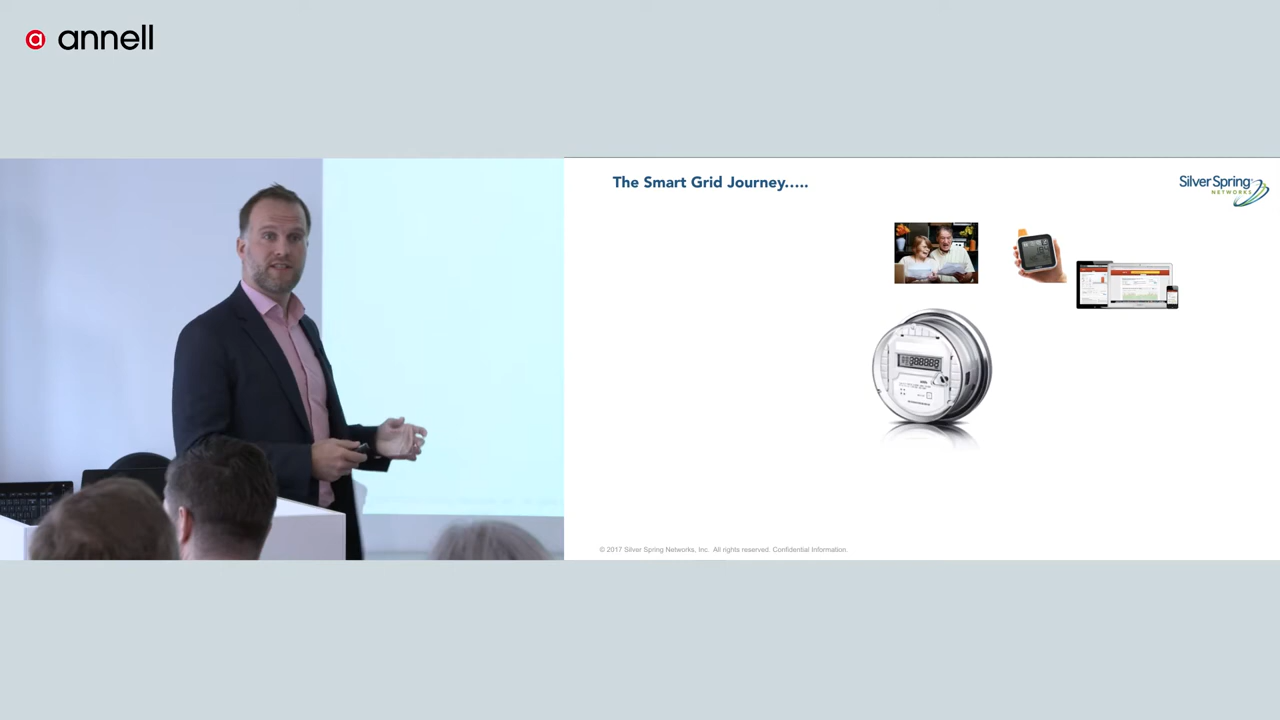 annell
The Smart Grid Journey.....
Silver Spring
NETWORKS
© 2017 Silver Spring Networks, Inc. All rights reserved. Confidential Information.